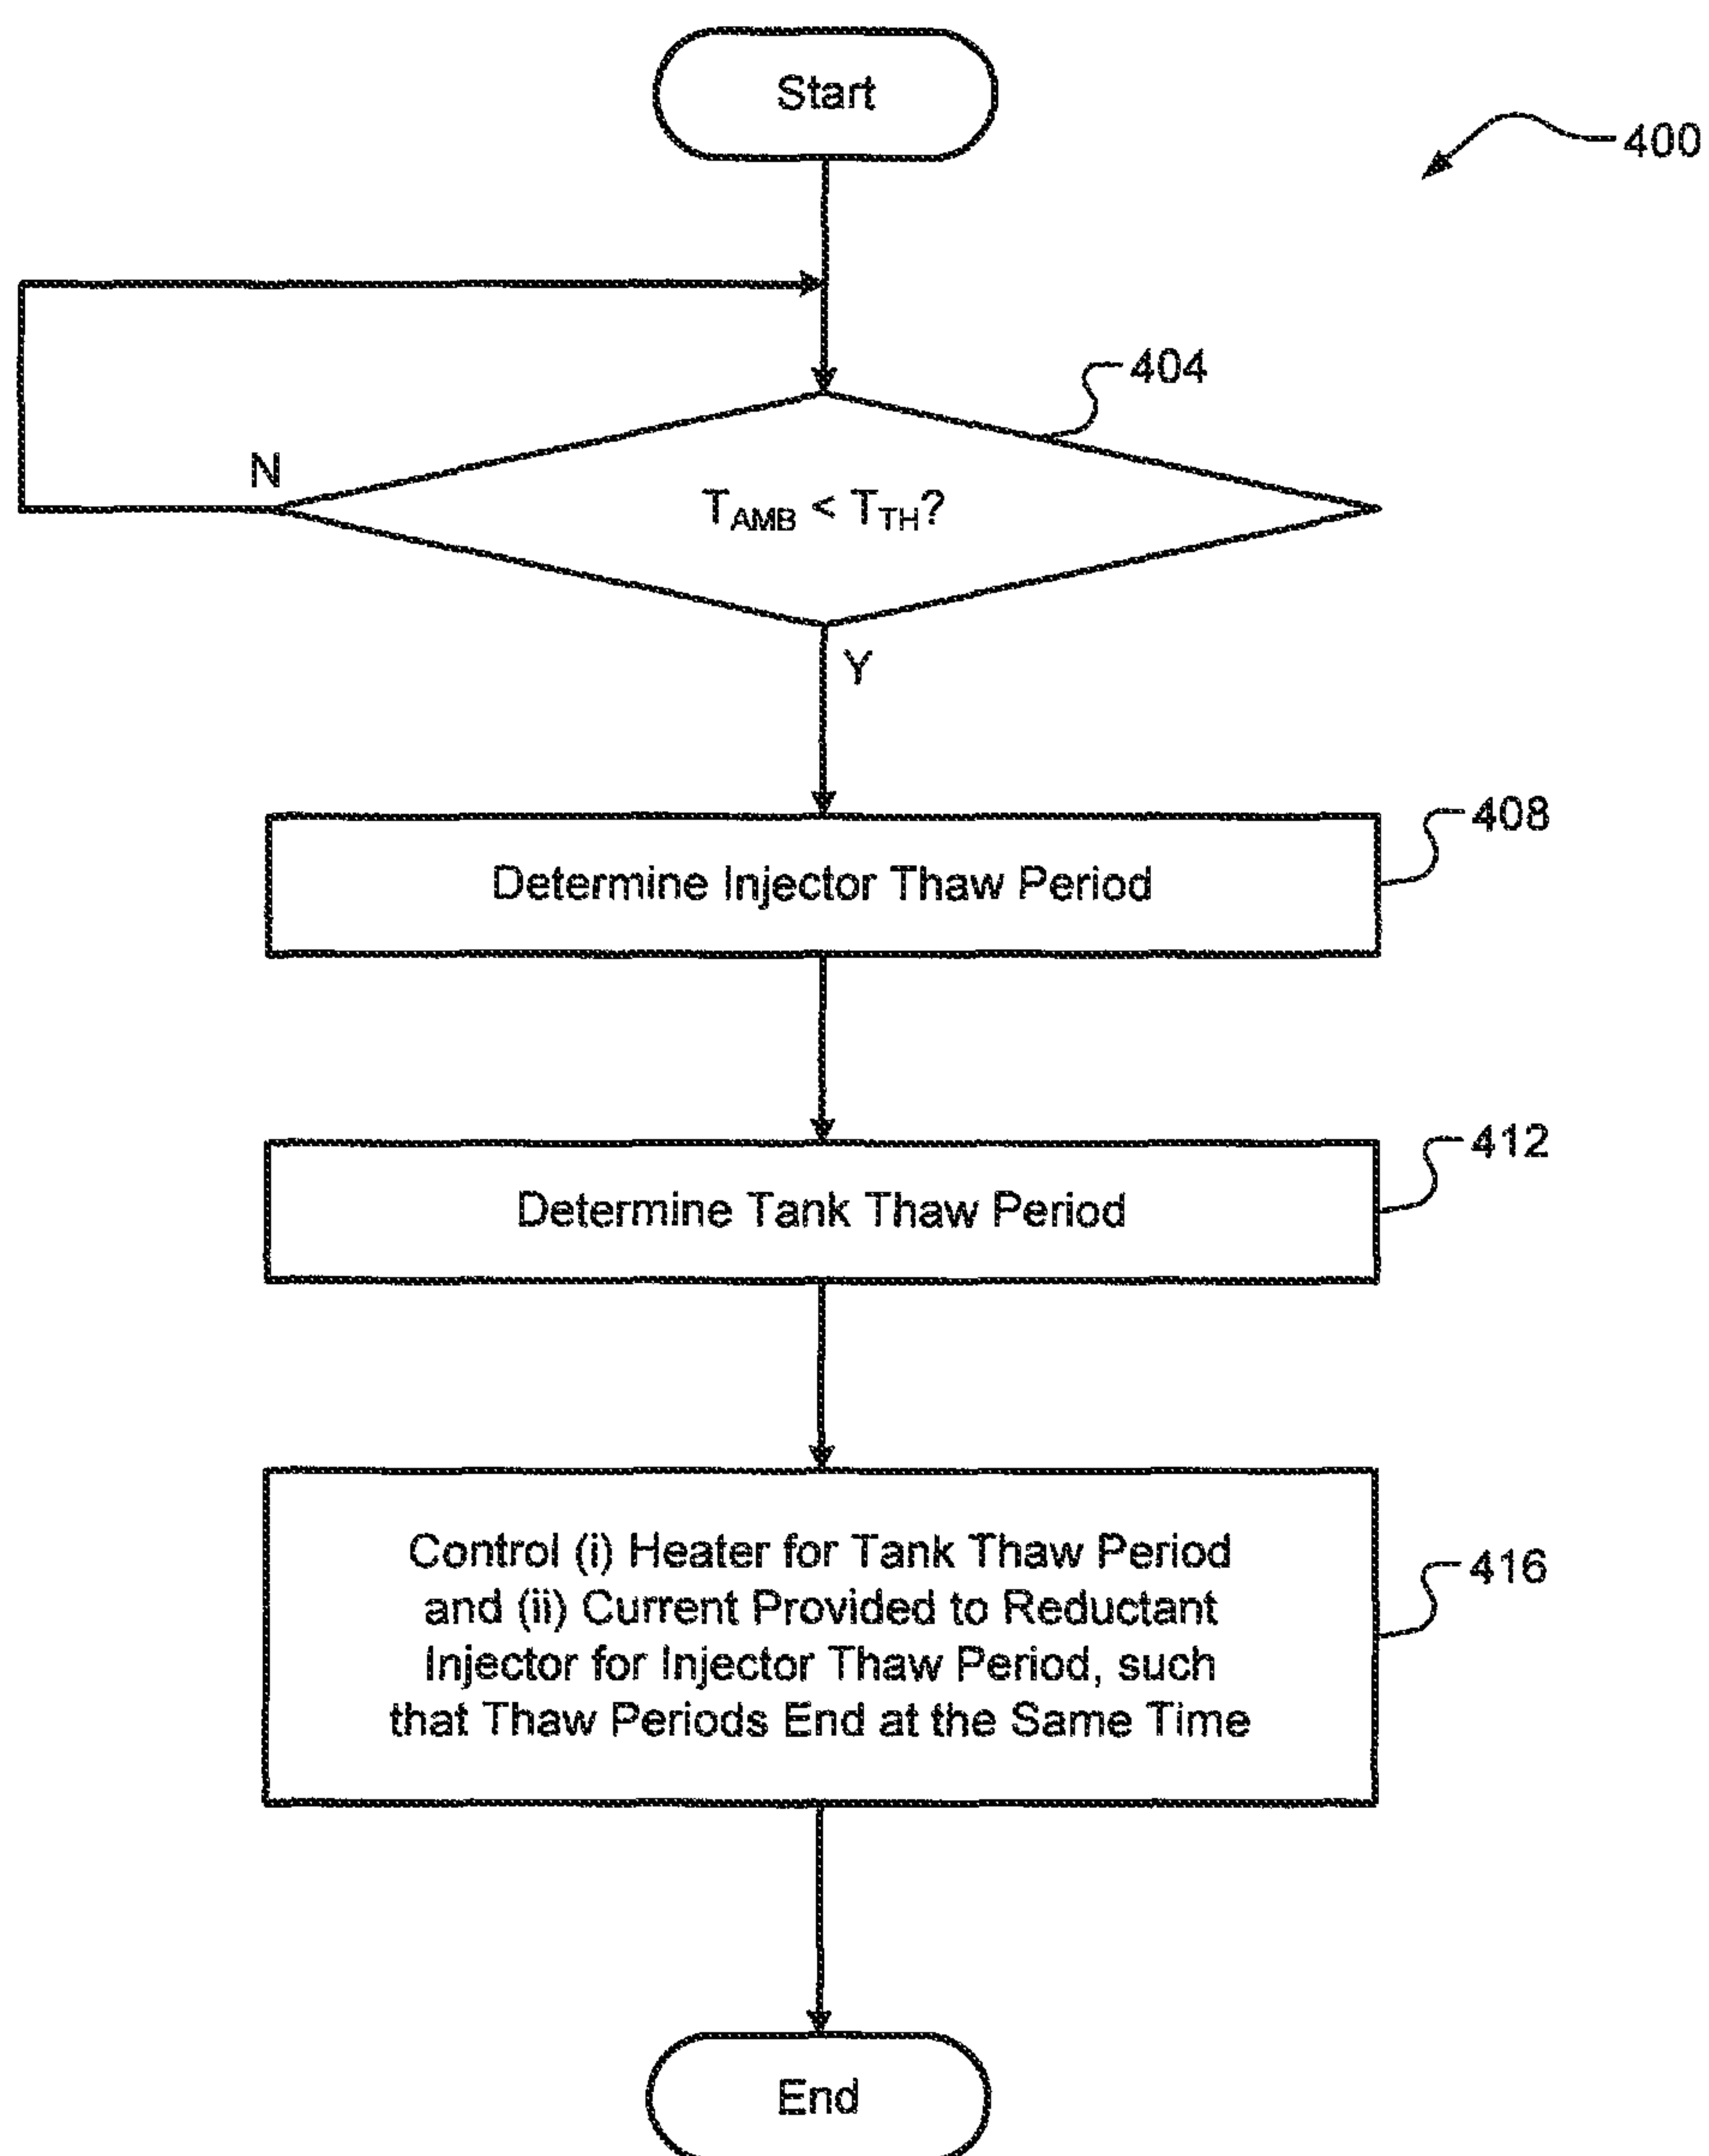 Start
400
404
N
T_AMB < T_TH?
Y
408
Determine Injector Thaw Period
412
Determine Tank Thaw Period
Control (i) Heater for Tank Thaw Period
and (ii) Current Provided to Reductant
416
Injector for Injector Thaw Period, such
that Thaw Periods End at the Same Time
End